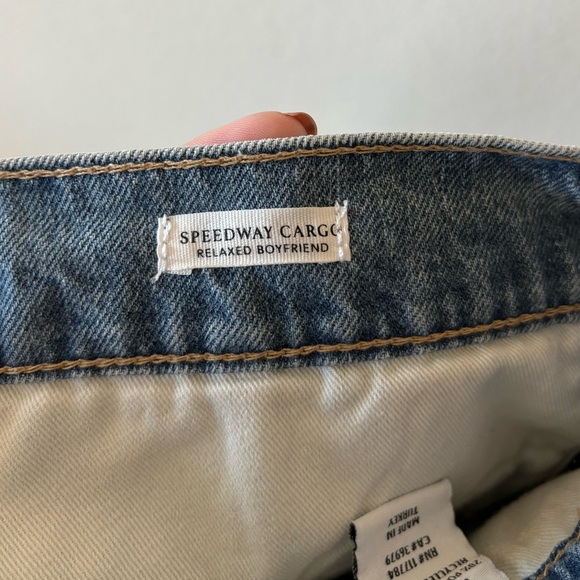 SPEEDWAY CARGO
RELAXED BOYFRIEND
MADE IN
TURKEY
CA# 36979
RN# 117784